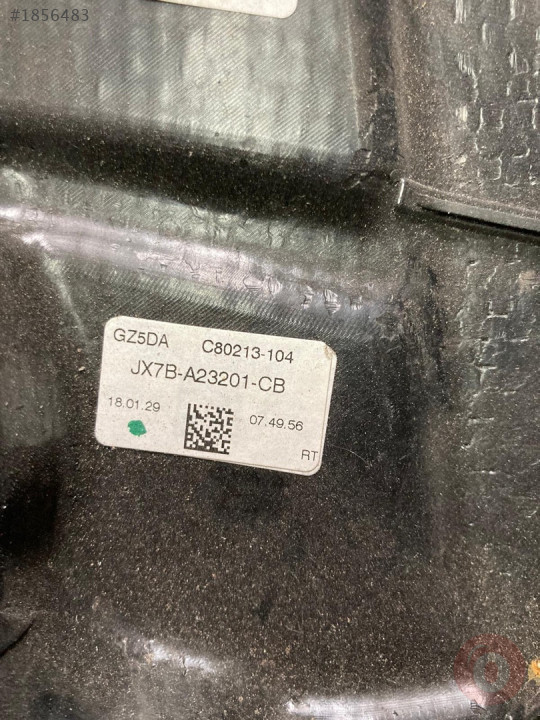 #1856483
GZ5DA C80213-104
JX7B-A23201-CB
18.01.29 07.49.56
RT